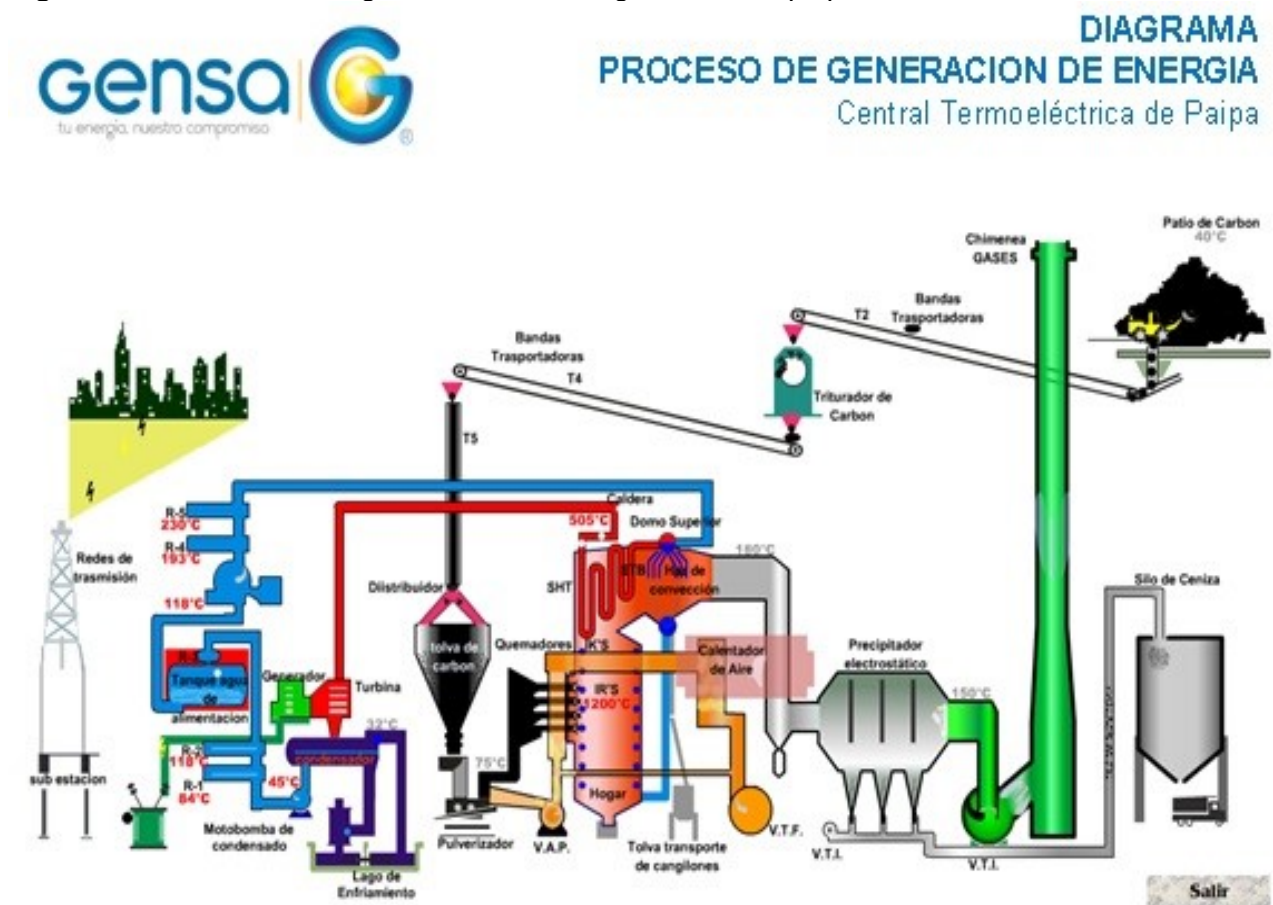 gensa
tu energía, nuestro compromiso
DIAGRAMA
PROCESO DE GENERACION DE ENERGIA
Central Termoeléctrica de Paipa
Patio de Carbon
40°C
Chimenea
GASES
Bandas
Trasportadoras
T2
Bandas
Trasportadoras
T4
Triturador de
Carbon
T5
Caldera
R-5
230°C
505°C
Domo Superior
R-4
193°C
180°C
Redes de
trasmisión
SHT
Haz de
convección
Silo de Ceniza
Diistribuidor
118°C
tolva de
carbon
Quemadores
K'S
Calentador
de Aire
Precipitador
electrostático
Tanque agua
de
alimentacion
Generador
Turbina
IR'S
1200°C
150°C
32°C
R-2
118°C
condensador
75°C
sub estacion
R-1
84°C
45°C
Hogar
Motobomba de
condensado
Pulverizador
V.A.P.
Tolva transporte
de cangilones
V.T.F.
V.T.I.
V.T.I.
Lago de
Enfriamiento
Salir